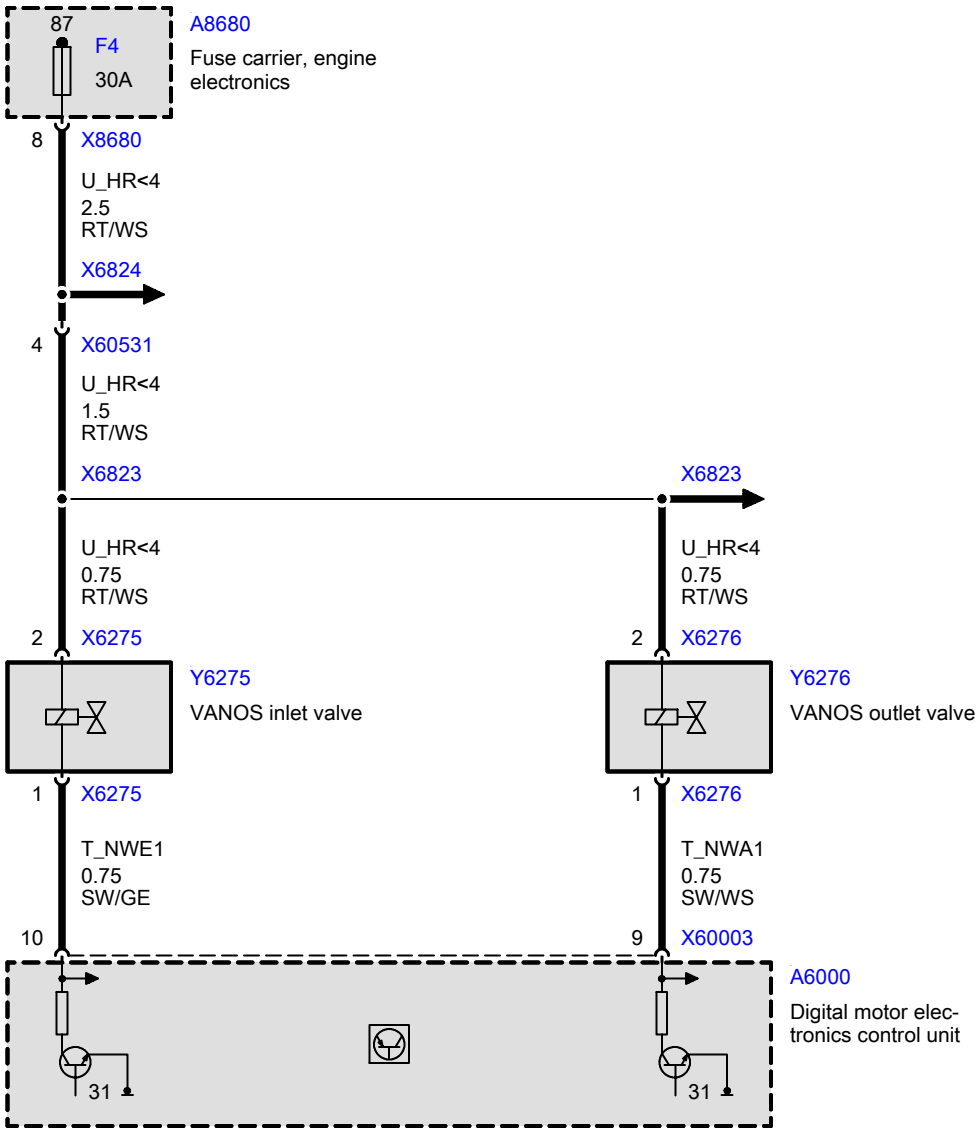 87
F4
30A
A8680
Fuse carrier, engine
electronics
8 X8680
U_HR<4
2.5
RT/WS
X6824
4 X60531
U_HR<4
1.5
RT/WS
X6823 X6823
U_HR<4
0.75
RT/WS
U_HR<4
0.75
RT/WS
2 X6275
2 X6276
Y6275
VANOS inlet valve
Y6276
VANOS outlet valve
1 X6275
1 X6276
T_NWE1
0.75
SW/GE
T_NWA1
0.75
SW/WS
10
9 X60003
A6000
Digital motor elec-
tronics control unit
31
31